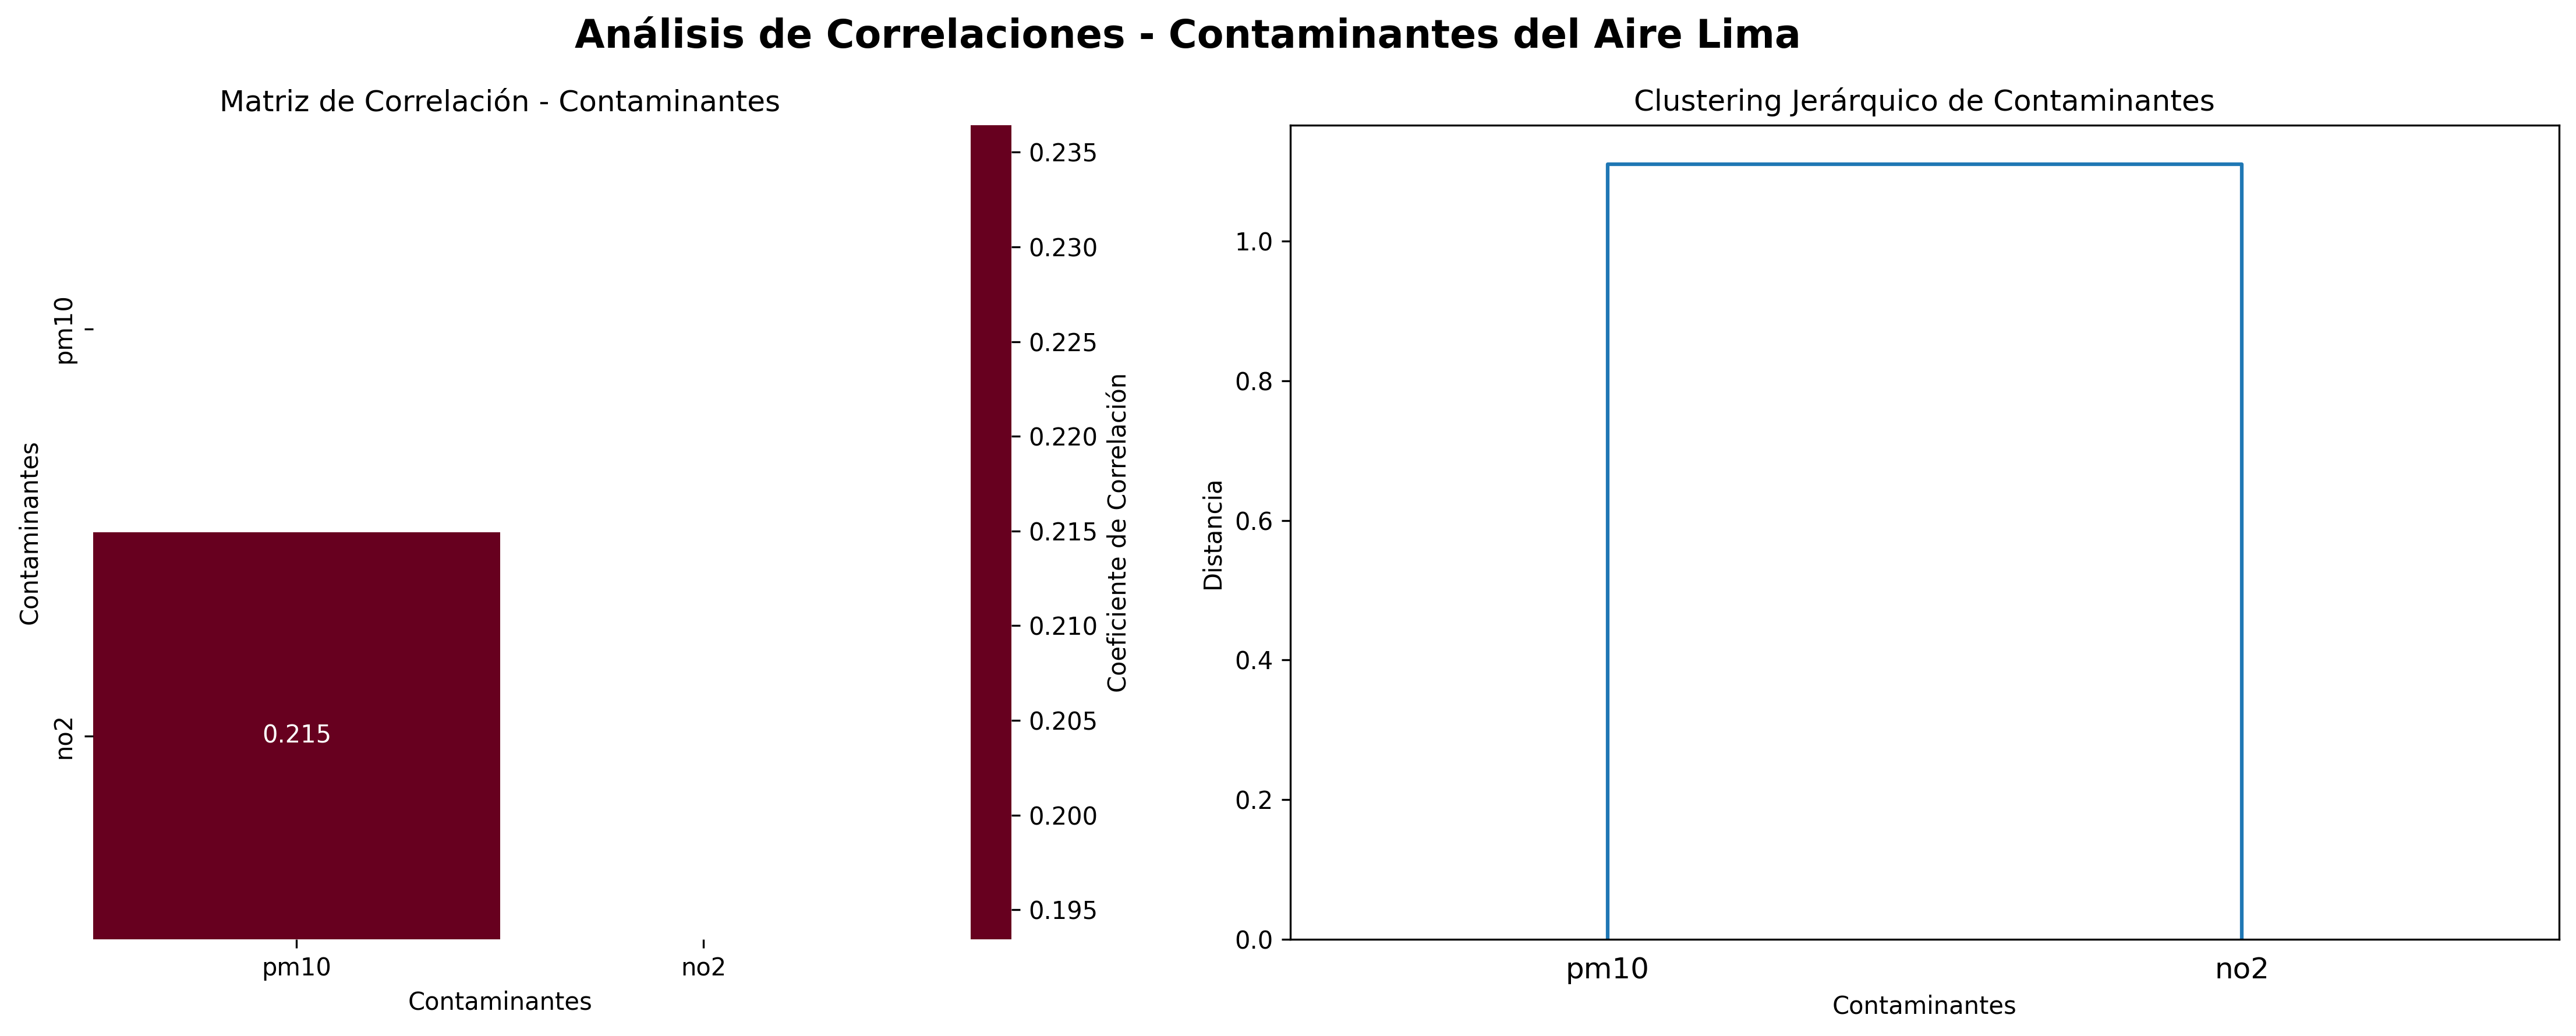 Análisis de Correlaciones - Contaminantes del Aire Lima
Matriz de Correlación - Contaminantes
Contaminantes
pm10
no2
0.215
pm10
no2
Contaminantes
0.235
0.230
0.225
0.220
0.215
0.210
0.205
0.200
0.195
Coeficiente de Correlación
Clustering Jerárquico de Contaminantes
Distancia
1.0
0.8
0.6
0.4
0.2
0.0
pm10
no2
Contaminantes